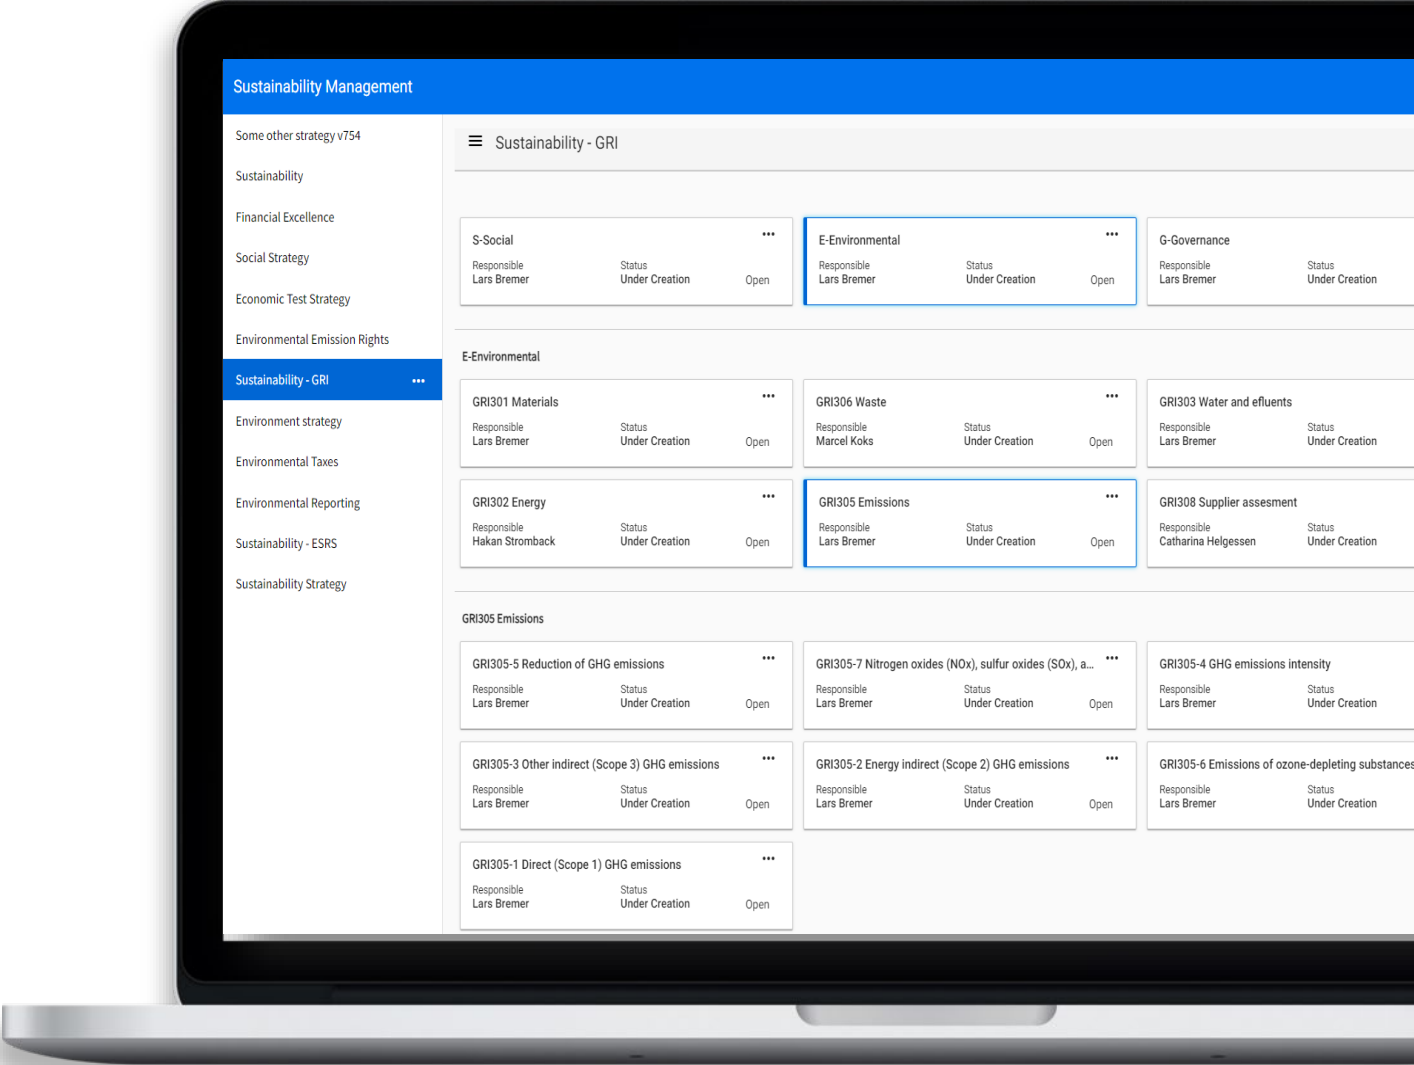 Sustainability Management
Some other strategy v754
Sustainability
Financial Excellence
Social Strategy
Economic Test Strategy
Environmental Emission Rights
Sustainability - GRI
Environment strategy
Environmental Taxes
Environmental Reporting
Sustainability - ESRS
Sustainability Strategy
Sustainability - GRI
S-Social
Responsible Status
Lars Bremer Under Creation Open
E-Environmental
Responsible Status
Lars Bremer Under Creation Open
G-Governance
Responsible Status
Lars Bremer Under Creation
E-Environmental
GRI301 Materials
Responsible Status
Lars Bremer Under Creation Open
GRI306 Waste
Responsible Status
Marcel Koks Under Creation Open
GRI303 Water and efluents
Responsible Status
Lars Bremer Under Creation
GRI302 Energy
Responsible Status
Hakan Stromback Under Creation Open
GRI305 Emissions
Responsible Status
Lars Bremer Under Creation Open
GRI308 Supplier assesment
Responsible Status
Catharina Helgessen Under Creation
GRI305 Emissions
GRI305-5 Reduction of GHG emissions
Responsible Status
Lars Bremer Under Creation Open
GRI305-7 Nitrogen oxides (NOx), sulfur oxides (SOx), a...
Responsible Status
Lars Bremer Under Creation Open
GRI305-4 GHG emissions intensity
Responsible Status
Lars Bremer Under Creation
GRI305-3 Other indirect (Scope 3) GHG emissions
Responsible Status
Lars Bremer Under Creation Open
GRI305-2 Energy indirect (Scope 2) GHG emissions
Responsible Status
Lars Bremer Under Creation Open
GRI305-6 Emissions of ozone-depleting substances
Responsible Status
Lars Bremer Under Creation
GRI305-1 Direct (Scope 1) GHG emissions
Responsible Status
Lars Bremer Under Creation Open